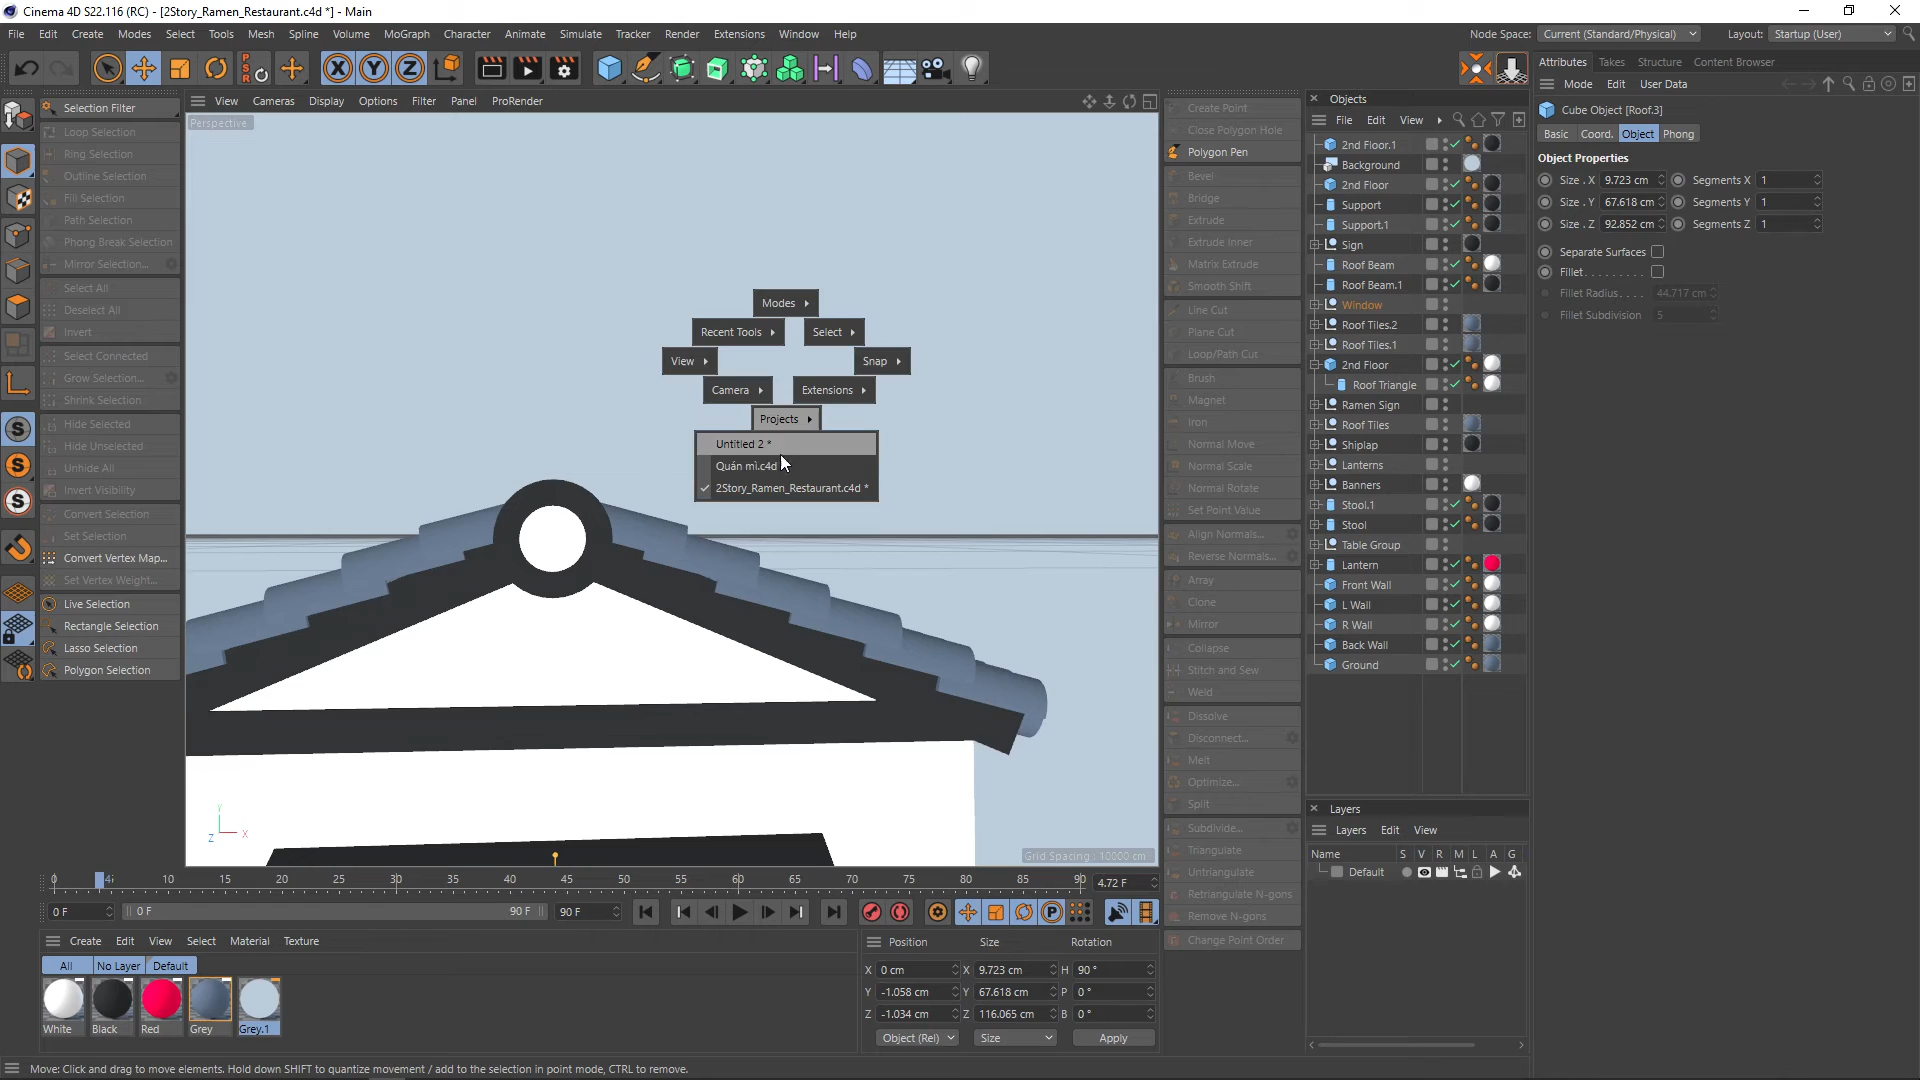 Cinema 4D S22.116 (RC) - [2Story_Ramen_Restaurant.c4d *] - Main
File Edit Create Modes Select Tools Mesh Spline Volume MoGraph Character Animate Simulate Tracker Render Extensions Window Help
Node Space: Current (Standard/Physical) Layout: Startup (User)
PSR X Y Z
Selection Filter
Loop Selection
Ring Selection
Outline Selection
Fill Selection
Path Selection
Phong Break Selection
Mirror Selection...
Select All
Deselect All
Invert
Select Connected
Grow Selection...
Shrink Selection
Hide Selected
Hide Unselected
Unhide All
Invert Visibility
Convert Selection
Set Selection
Convert Vertex Map...
Set Vertex Weight...
Live Selection
Rectangle Selection
Lasso Selection
Polygon Selection
View Cameras Display Options Filter Panel ProRender
Perspective
Modes
Recent Tools
Select
View
Snap
Camera
Extensions
Projects
Untitled 2 *
Quán mì.c4d
2Story_Ramen_Restaurant.c4d *
Y
Z X
Grid Spacing : 10000 cm
Create Point
Close Polygon Hole
Polygon Pen
Bevel
Bridge
Extrude
Extrude Inner
Matrix Extrude
Smooth Shift
Line Cut
Plane Cut
Loop/Path Cut
Brush
Magnet
Iron
Normal Move
Normal Scale
Normal Rotate
Set Point Value
Align Normals...
Reverse Normals...
Array
Clone
Mirror
Collapse
Stitch and Sew
Weld
Dissolve
Disconnect...
Melt
Optimize...
Split
Subdivide...
Triangulate
Untriangulate
Retriangulate N-gons
Remove N-gons
Change Point Order
Objects
File Edit View
2nd Floor.1
Background
2nd Floor
Support
Support.1
Sign
Roof Beam
Roof Beam.1
Window
Roof Tiles.2
Roof Tiles.1
2nd Floor
Roof Triangle
Ramen Sign
Roof Tiles
Shiplap
Lanterns
Banners
Stool.1
Stool
Table Group
Lantern
Front Wall
L Wall
R Wall
Back Wall
Ground
Layers
Layers Edit View
Name S V R M L A G
Default
Attributes Takes Structure Content Browser
Mode Edit User Data
Cube Object [Roof.3]
Basic Coord. Object Phong
Object Properties
Size . X 9.723 cm Segments X 1
Size . Y 67.618 cm Segments Y 1
Size . Z 92.852 cm Segments Z 1
Separate Surfaces
Fillet
Fillet Radius 44.717 cm
Fillet Subdivision 5
0 4 10 15 20 25 30 35 40 45 50 55 60 65 70 75 80 85 90 4.72 F
0 F 0 F 90 F 90 F
Create Edit View Select Material Texture
All No Layer Default
White Black Red Grey Grey.1
Position Size Rotation
X 0 cm X 9.723 cm H 90 °
Y -1.058 cm Y 67.618 cm P 0 °
Z -1.034 cm Z 116.065 cm B 0 °
Object (Rel) Size Apply
Move: Click and drag to move elements. Hold down SHIFT to quantize movement / add to the selection in point mode, CTRL to remove.